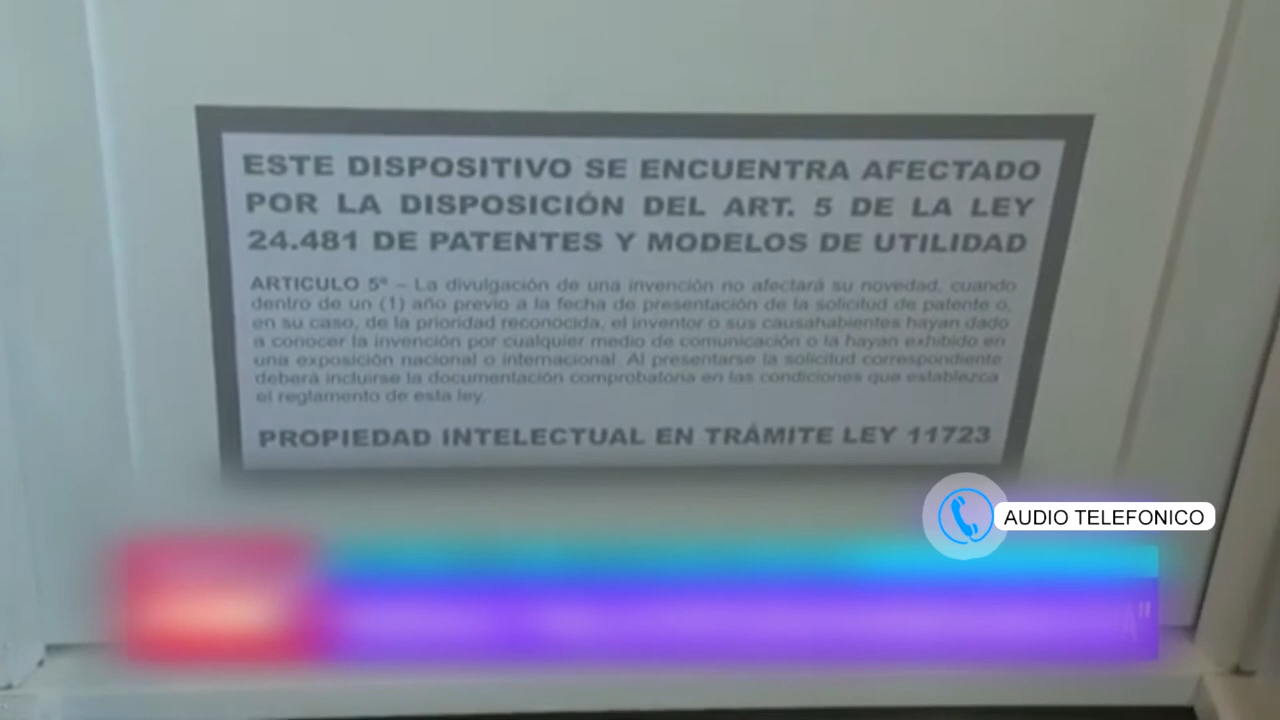 ESTE DISPOSITIVO SE ENCUENTRA AFECTADO
POR LA DISPOSICIÓN DEL ART. 5 DE LA LEY
24.481 DE PATENTES Y MODELOS DE UTILIDAD
ARTICULO 5º – La divulgación de una invención no afectará su novedad, cuando
dentro de un (1) año previo a la fecha de presentación de la solicitud de patente o,
en su caso, de la prioridad reconocida, el inventor o sus causahabientes hayan dado
a conocer la invención por cualquier medio de comunicación o la hayan exhibido en
una exposición nacional o internacional. Al presentarse la solicitud correspondiente
deberá incluirse la documentación comprobatoria en las condiciones que establezca
el reglamento de esta ley.
PROPIEDAD INTELECTUAL EN TRÁMITE LEY 11723
AUDIO TELEFONICO